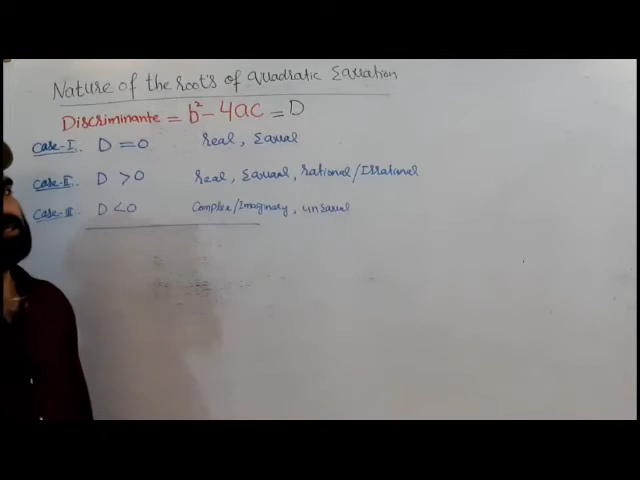 Nature of the root's of Quadratic Equation
Discriminante = b² - 4ac = D
Case-I. D = 0 real, Equal
Case-II. D > 0 real, Equal, rational/Irrational
Case-III. D < 0 Complex/Imaginary, unEqual